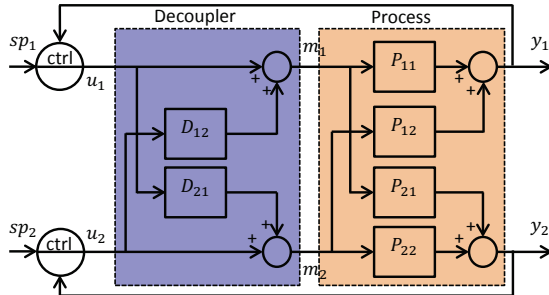 Decoupler Process
sp₁ ctrl u₁ + + m₁ P₁₁ + + y₁
D₁₂ P₁₂
D₂₁ P₂₁
sp₂ ctrl u₂ + + m₂ P₂₂ + + y₂